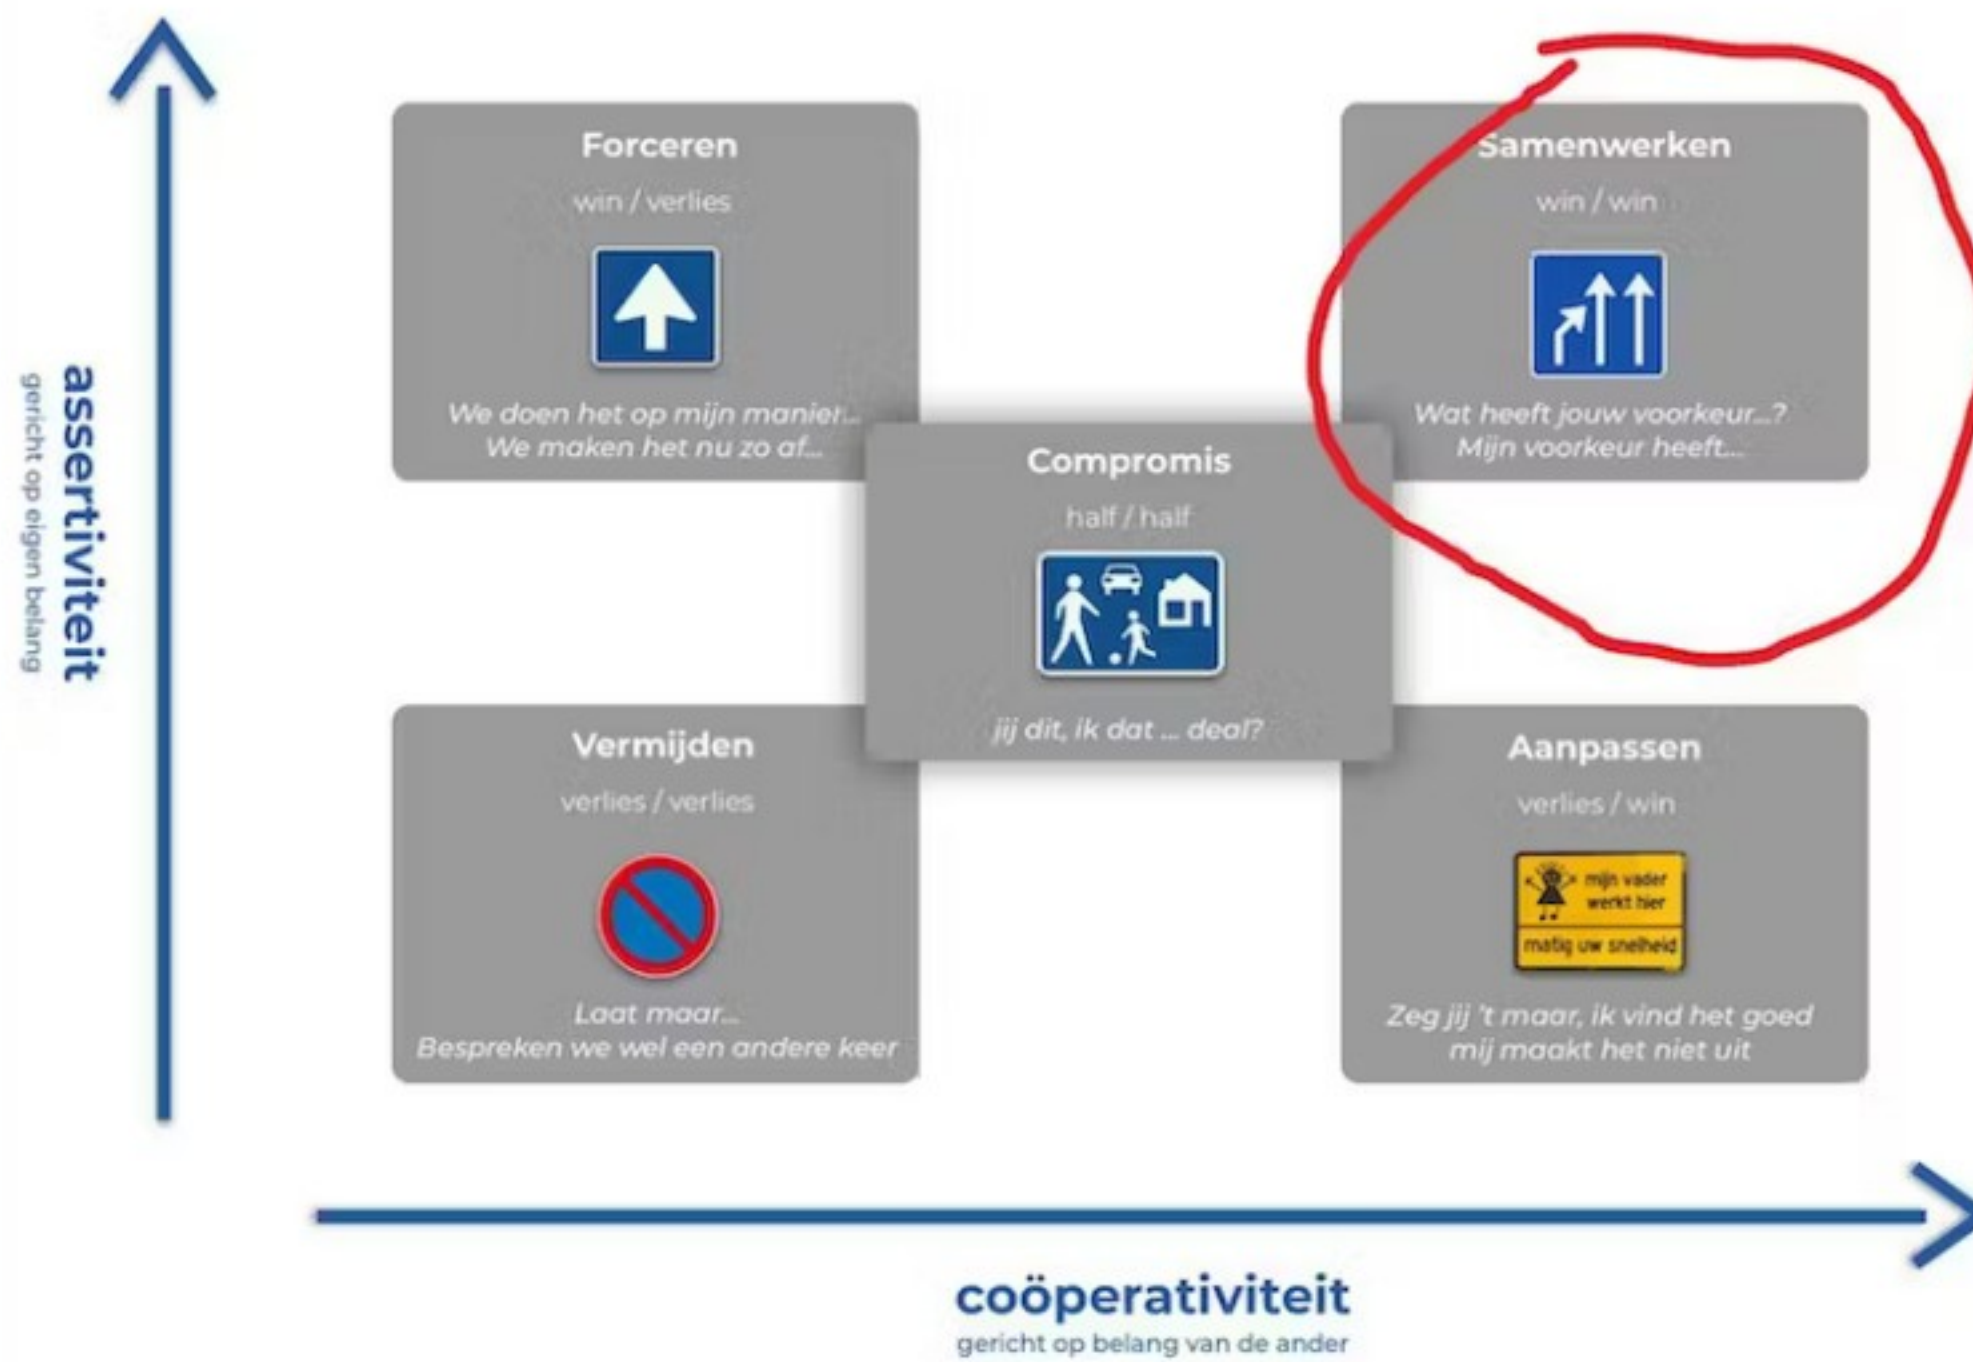 Forceren
win / verlies
We doen het op mijn manier...
We maken het nu zo af...
Samenwerken
win / win
Wat heeft jouw voorkeur...?
Mijn voorkeur heeft...
assertiviteit
gericht op eigen belang
Compromis
half / half
jij dit, ik dat ... deal?
Vermijden
verlies / verlies
Laat maar...
Bespreken we wel een andere keer
Aanpassen
verlies / win
mijn vader
werkt hier
matig uw snelheid
Zeg jij 't maar, ik vind het goed
mij maakt het niet uit
coöperativiteit
gericht op belang van de ander